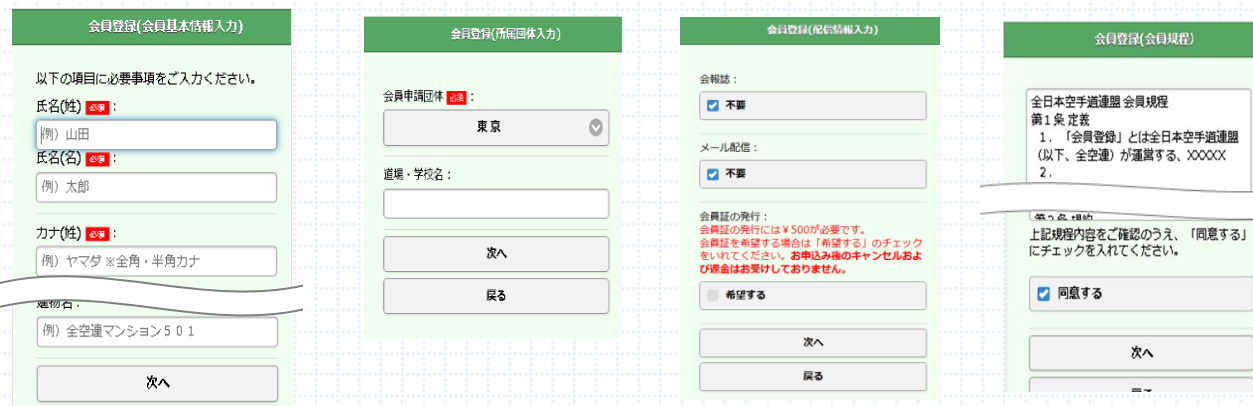 会員登録(会員基本情報入力)
以下の項目に必要事項をご入力ください。
氏名(姓) 必須 :
例）山田
氏名(名) 必須 :
例）太郎
カナ(姓) 必須 :
例）ヤマダ ※全角・半角カナ
建物名 :
例）全空連マンション５０１
次へ
会員登録(所属団体入力)
会員申請団体 必須 :
東京
道場・学校名 :
次へ
戻る
会員登録(配信情報入力)
会報誌 :
不要
メール配信 :
不要
会員証の発行 :
会員証の発行には￥500が必要です。
会員証を希望する場合は「希望する」のチェック
をいれてください。お申込み後のキャンセルおよ
び返金はお受けしておりません。
希望する
次へ
戻る
会員登録(会員規程)
全日本空手道連盟 会員規程
第１条 定義
１．「会員登録」とは全日本空手道連盟
（以下、全空連）が運営する、XXXXX
２．
第２条 規約
上記規程内容をご確認のうえ、「同意する」
にチェックを入れてください。
同意する
次へ